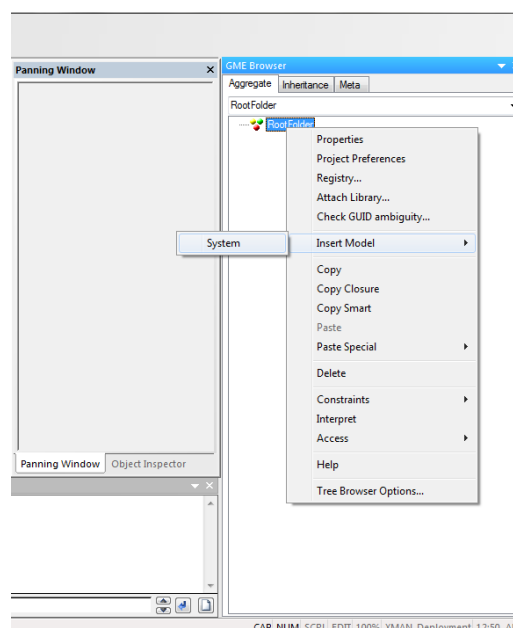 Panning Window
GME Browser
Aggregate Inheritance Meta
RootFolder
RootFolder
Properties
Project Preferences
Registry...
Attach Library...
Check GUID ambiguity...
System
Insert Model
Copy
Copy Closure
Copy Smart
Paste
Paste Special
Delete
Constraints
Interpret
Access
Help
Tree Browser Options...
Panning Window Object Inspector
CAP NUM SCRL EDIT 100% XMAN_Deployment 12:50